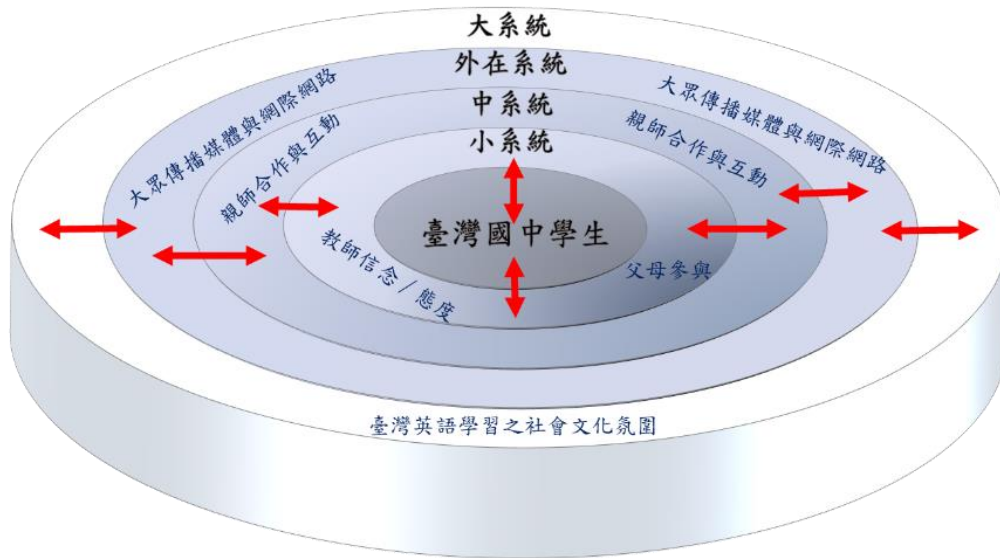 大系統
外在系統
大眾傳播媒體與網際網路
大眾傳播媒體與網際網路
中系統
親師合作與互動
親師合作與互動
小系統
臺灣國中學生
教師信念／態度
父母參與
臺灣英語學習之社會文化氛圍